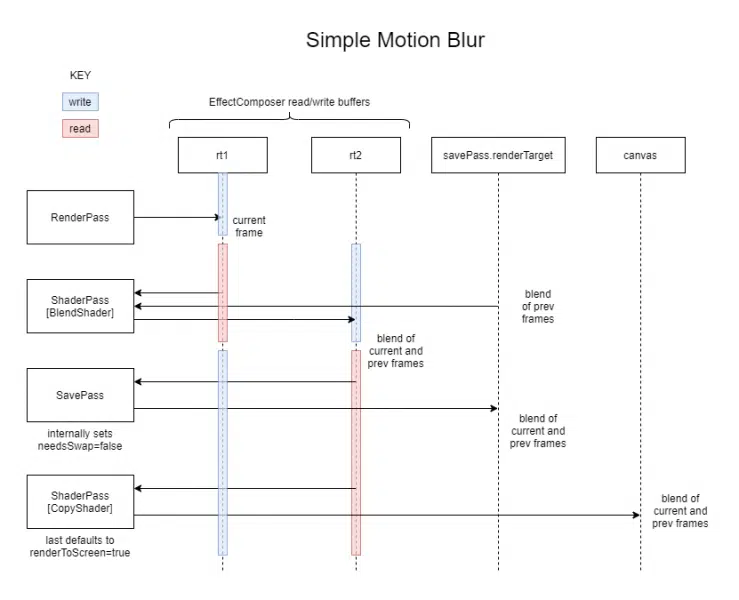 Simple Motion Blur
KEY
write
read
EffectComposer read/write buffers
rt1
rt2
savePass.renderTarget
canvas
RenderPass
current
frame
ShaderPass
[BlendShader]
blend
of prev
frames
blend of
current and
prev frames
SavePass
internally sets
needsSwap=false
blend of
current and
prev frames
ShaderPass
[CopyShader]
blend of
current and
prev frames
last defaults to
renderToScreen=true